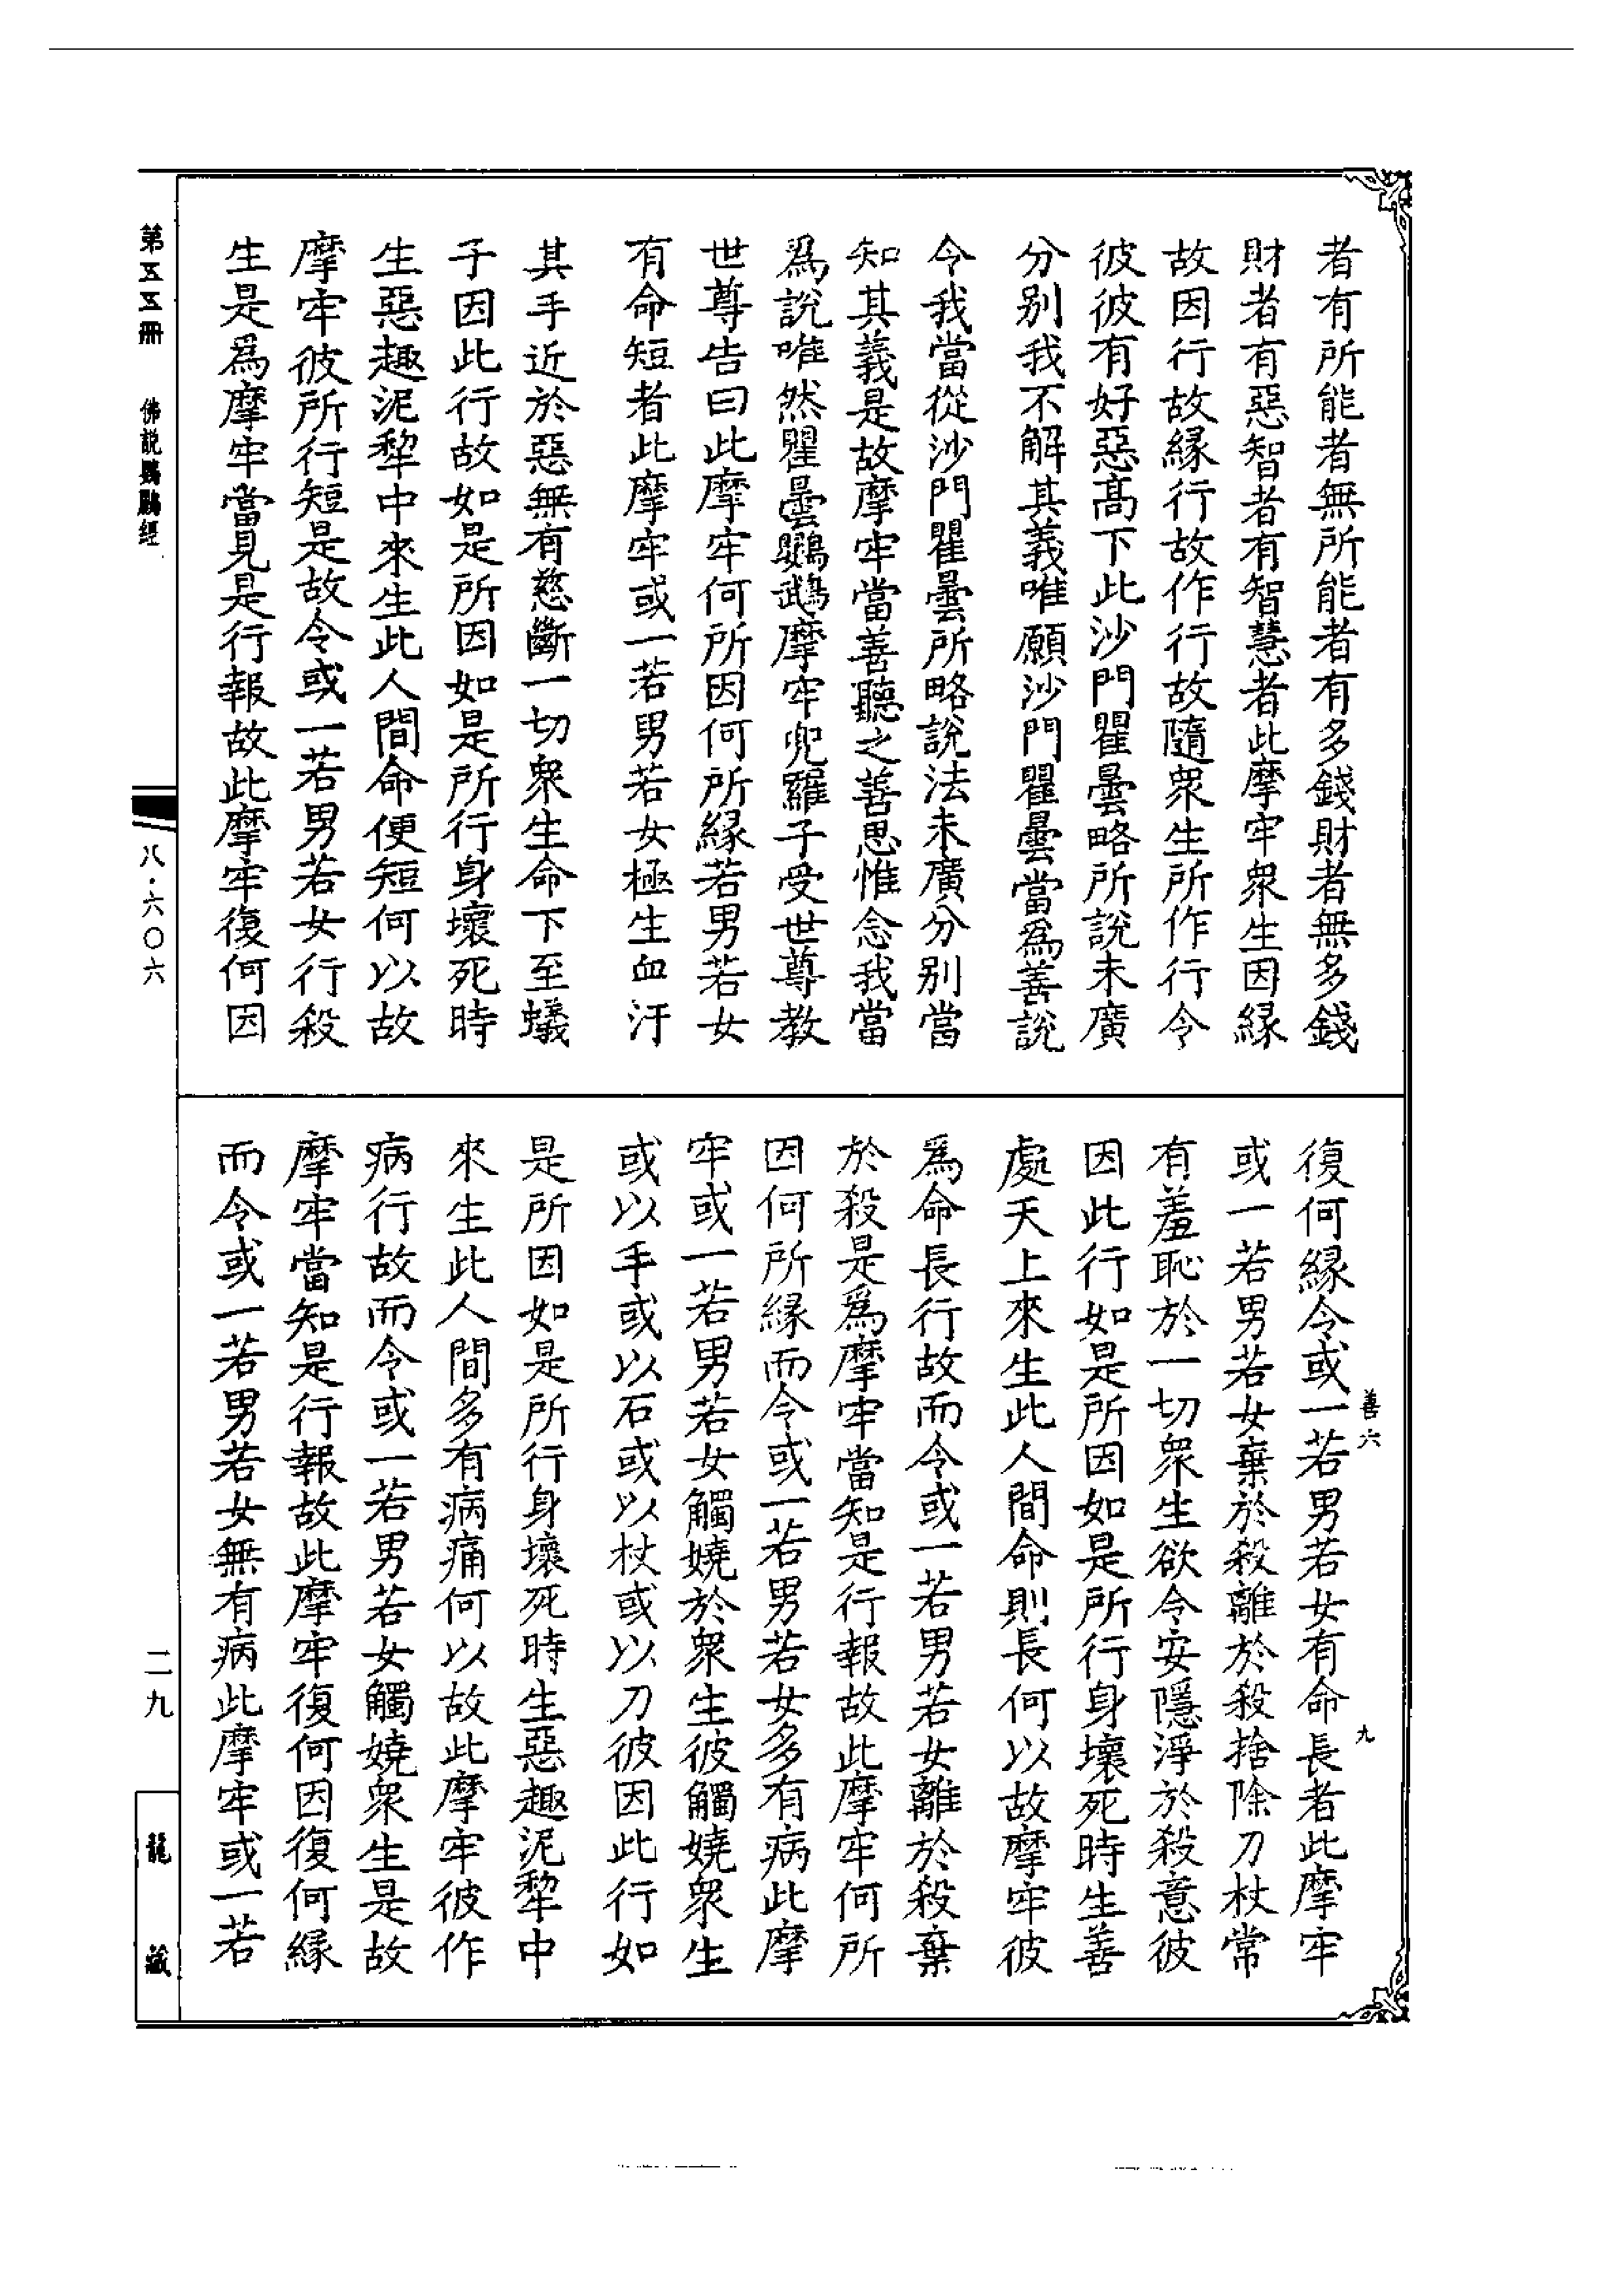 者有所能者無所能者有多錢財者無多錢
財者有惡智者有智慧者此摩牢眾生因緣
故因行故緣行故作行故隨眾生所作行令
彼彼有好惡高下此沙門瞿曇略所說未廣
分別我不解其義唯願沙門瞿曇當為善說
令我當從沙門瞿曇所略說法未廣分別當
知其義是故摩牢當善聽之善思惟念我當
為說唯然瞿曇鸚鵡摩牢兜羅子受世尊教
世尊告曰此摩牢何所因何所緣若男若女
有命短者此摩牢或一若男若女極生血汙
其手近於惡無有慈斷一切眾生命下至蟻
子因此行故如是所因如是所行身壞死時
生惡趣泥犂中來生此人間命便短何以故
摩牢彼所行短是故令或一若男若女行殺
生是為摩牢當見是行報故此摩牢復何因
復何緣令或一若男若女有命長者此摩牢
或一若男若女棄於殺離於殺捨除刀杖常
有羞恥於一切眾生欲令安隱淨於殺意彼
因此行如是所因如是所行身壞死時生善
處天上來生此人間命則長何以故摩牢彼
為命長行故而令或一若男若女離於殺棄
於殺是為摩牢當知是行報故此摩牢何所
因何所緣而令或一若男若女多有病此摩
牢或一若男若女觸嬈於眾生彼觸嬈眾生
或以手或以石或以杖或以刀彼因此行如
是所因如是所行身壞死時生惡趣泥犂中
來生此人間多有病痛何以故此摩牢彼作
病行故而令或一若男若女觸嬈眾生是故
摩牢當知是行報故此摩牢復何因復何緣
而令或一若男若女無有病此摩牢或一若
善六
九
第五五冊
佛説鸚鵡經
八·六〇六
二九
龍藏